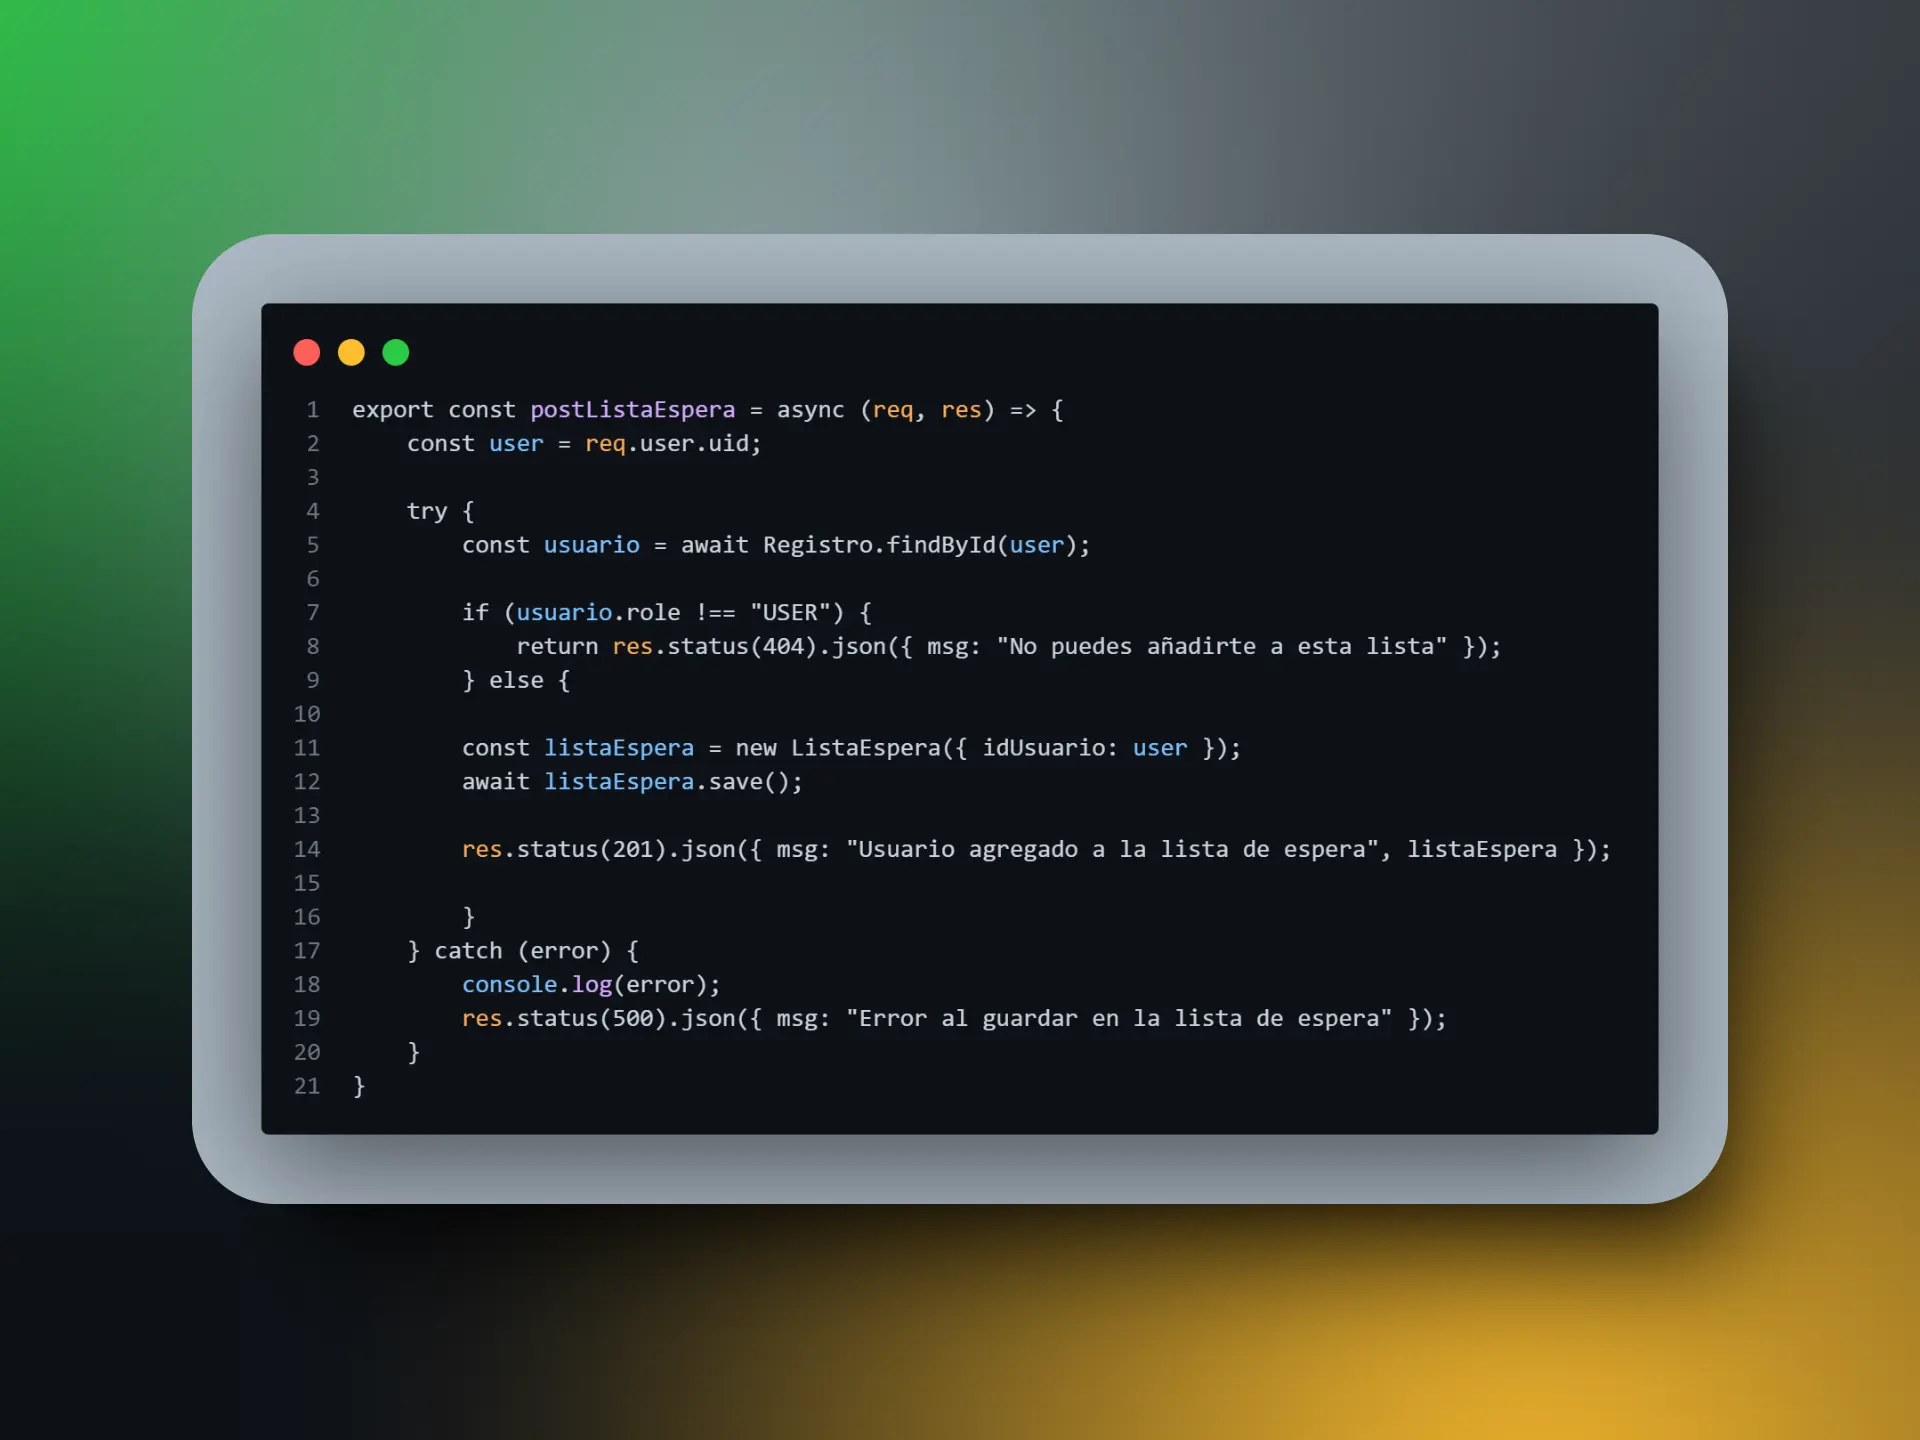 1 export const postListaEspera = async (req, res) => {
2 const user = req.user.uid;
3
4 try {
5 const usuario = await Registro.findById(user);
6
7 if (usuario.role !== "USER") {
8 return res.status(404).json({ msg: "No puedes añadirte a esta lista" });
9 } else {
10
11 const listaEspera = new ListaEspera({ idUsuario: user });
12 await listaEspera.save();
13
14 res.status(201).json({ msg: "Usuario agregado a la lista de espera", listaEspera });
15
16 }
17 } catch (error) {
18 console.log(error);
19 res.status(500).json({ msg: "Error al guardar en la lista de espera" });
20 }
21 }